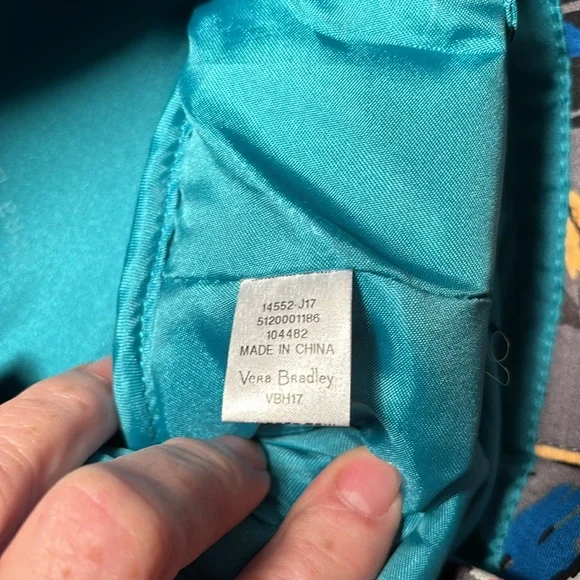 14552-J17
5120001186
104482
MADE IN CHINA
Vera Bradley
VBH17